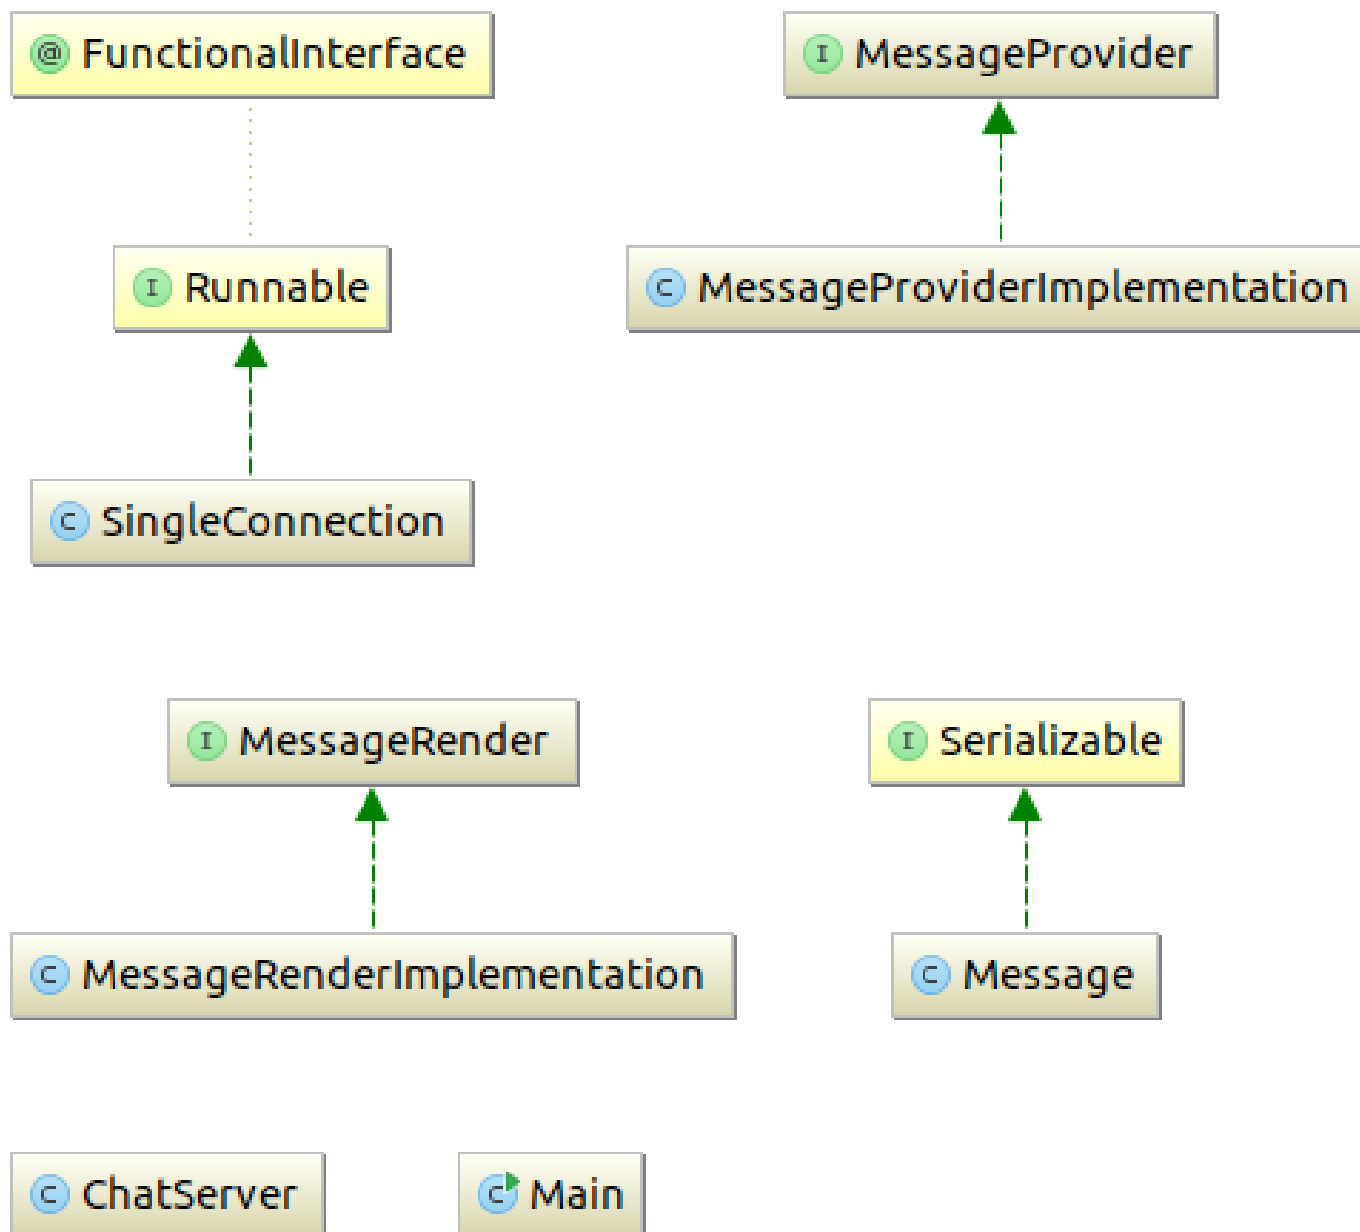 @ FunctionalInterface
I MessageProvider
I Runnable
C MessageProviderImplementation
C SingleConnection
I MessageRender
I Serializable
C MessageRenderImplementation
C Message
C ChatServer
C Main